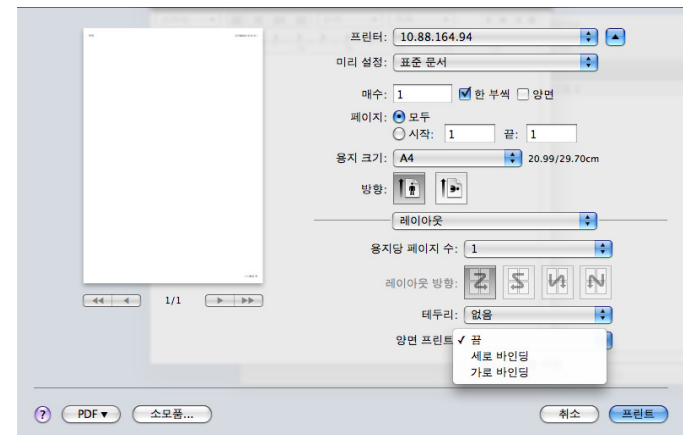 프린터: 10.88.164.94
미리 설정: 표준 문서
매수: 1 한 부씩 양면
페이지: 모두
시작: 1 끝: 1
용지 크기: A4 20.99/29.70cm
방향:
레이아웃
용지당 페이지 수: 1
레이아웃 방향:
1/1
테두리: 없음
양면 프린트 ✓ 끔
세로 바인딩
가로 바인딩
? PDF▼ 소모품... 취소 프린트